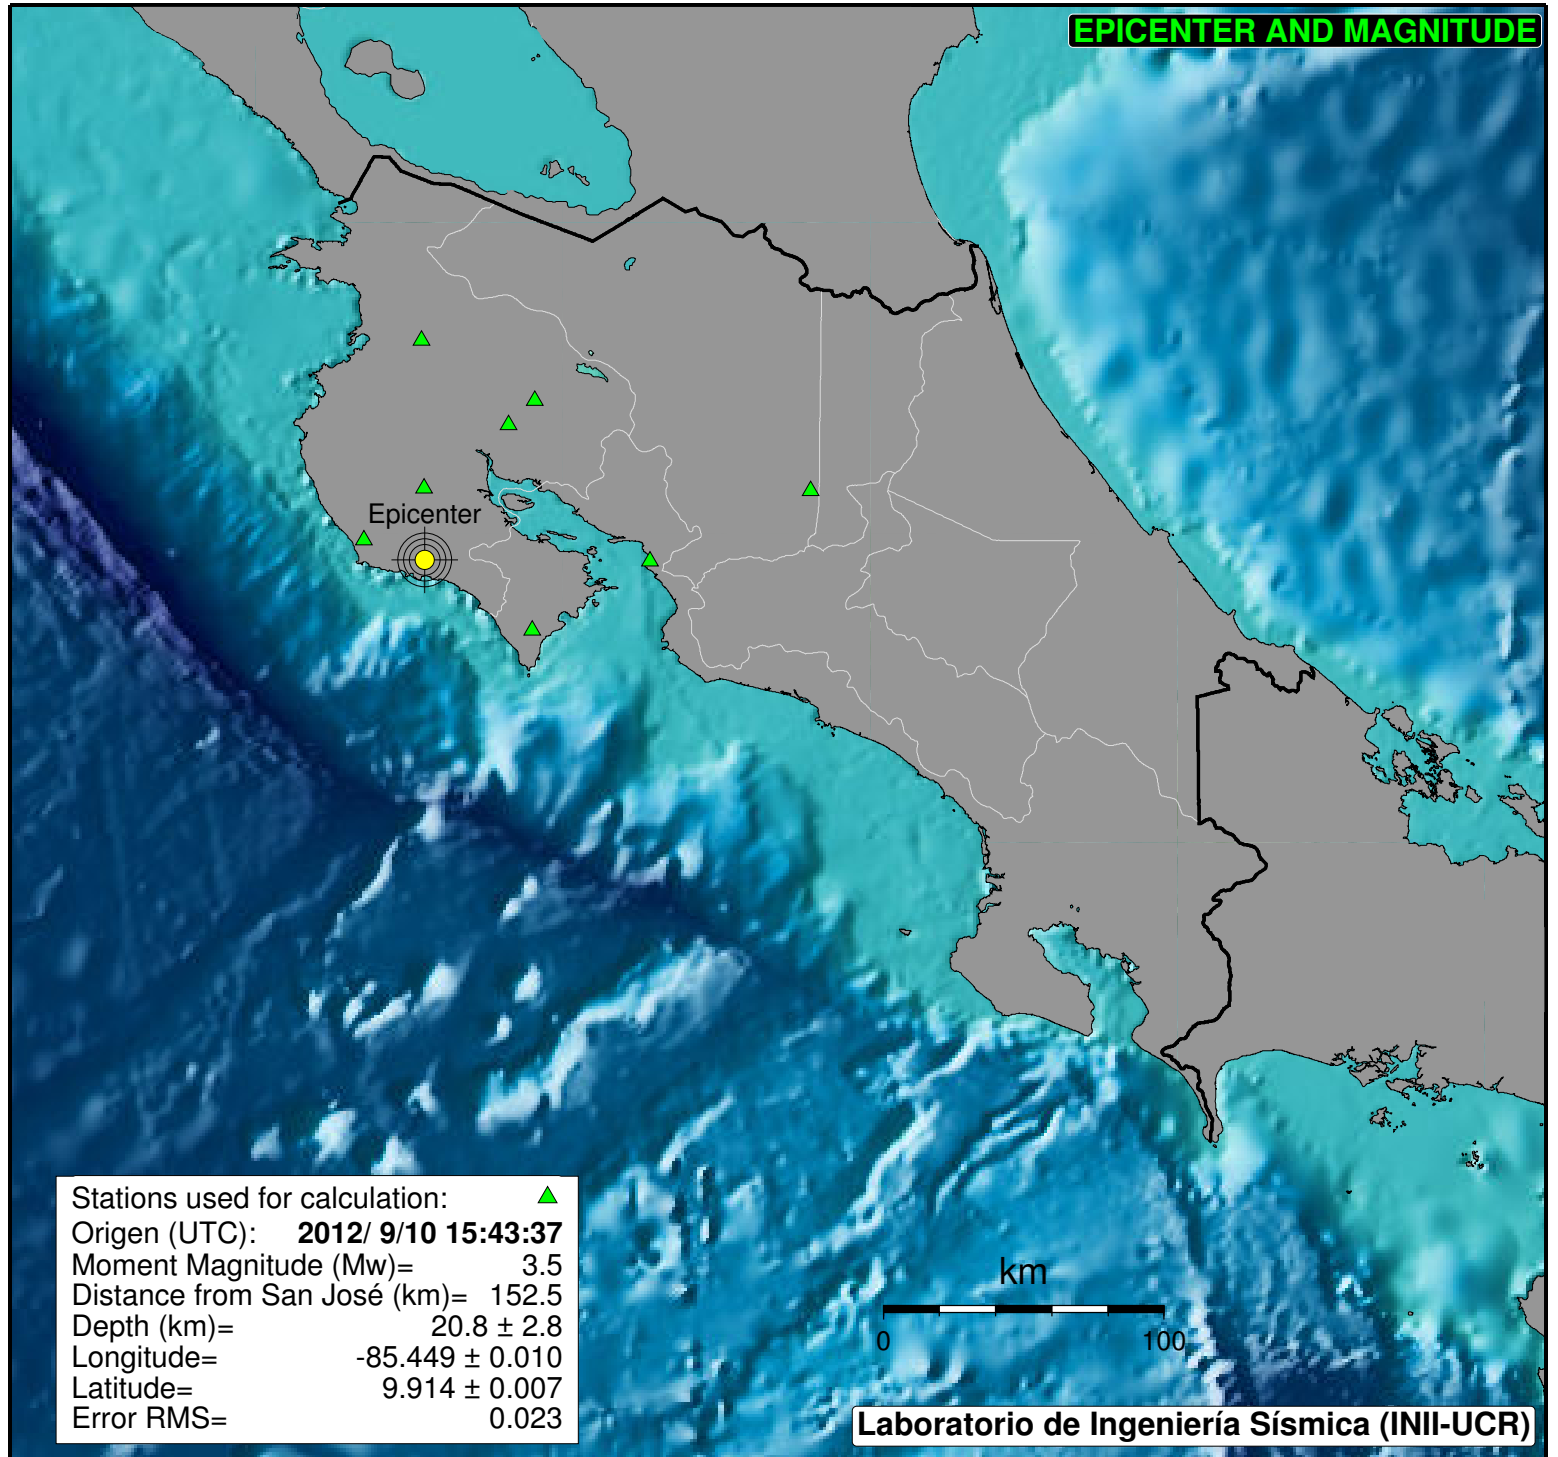 EPICENTER AND MAGNITUDE
Epicenter
Stations used for calculation:
Origen (UTC): 2012/ 9/10 15:43:37
Moment Magnitude (Mw)= 3.5
Distance from San José (km)= 152.5
Depth (km)= 20.8 ± 2.8
Longitude= -85.449 ± 0.010
Latitude= 9.914 ± 0.007
Error RMS= 0.023
km
0 100
Laboratorio de Ingeniería Sísmica (INII-UCR)